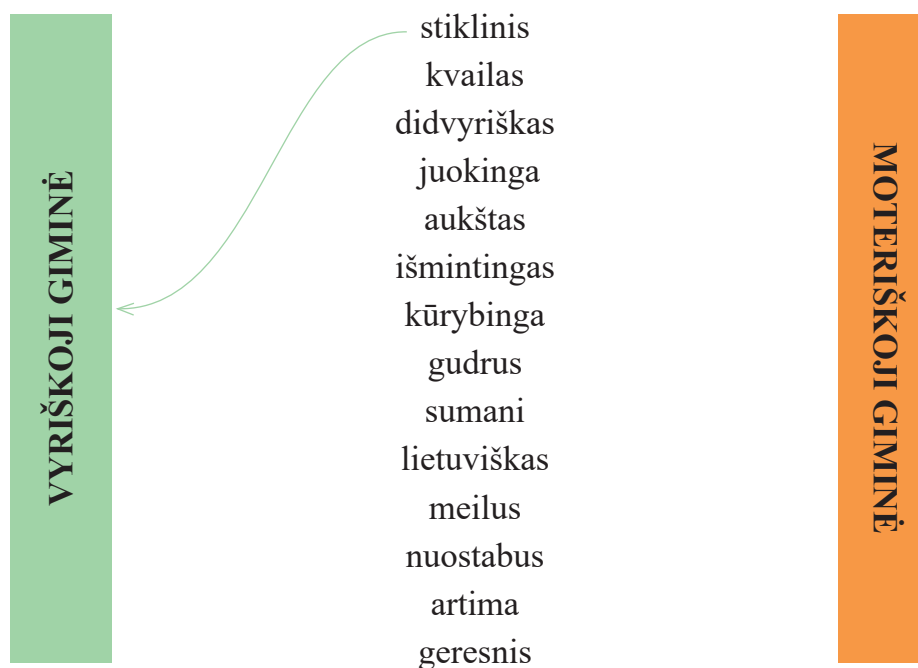 VYRIŠKOJI GIMINĖ
stiklinis
kvailas
didvyriškas
juokinga
aukštas
išmintingas
kūrybinga
gudrus
sumani
lietuviškas
meilus
nuostabus
artima
geresnis
MOTERIŠKOJI GIMINĖ